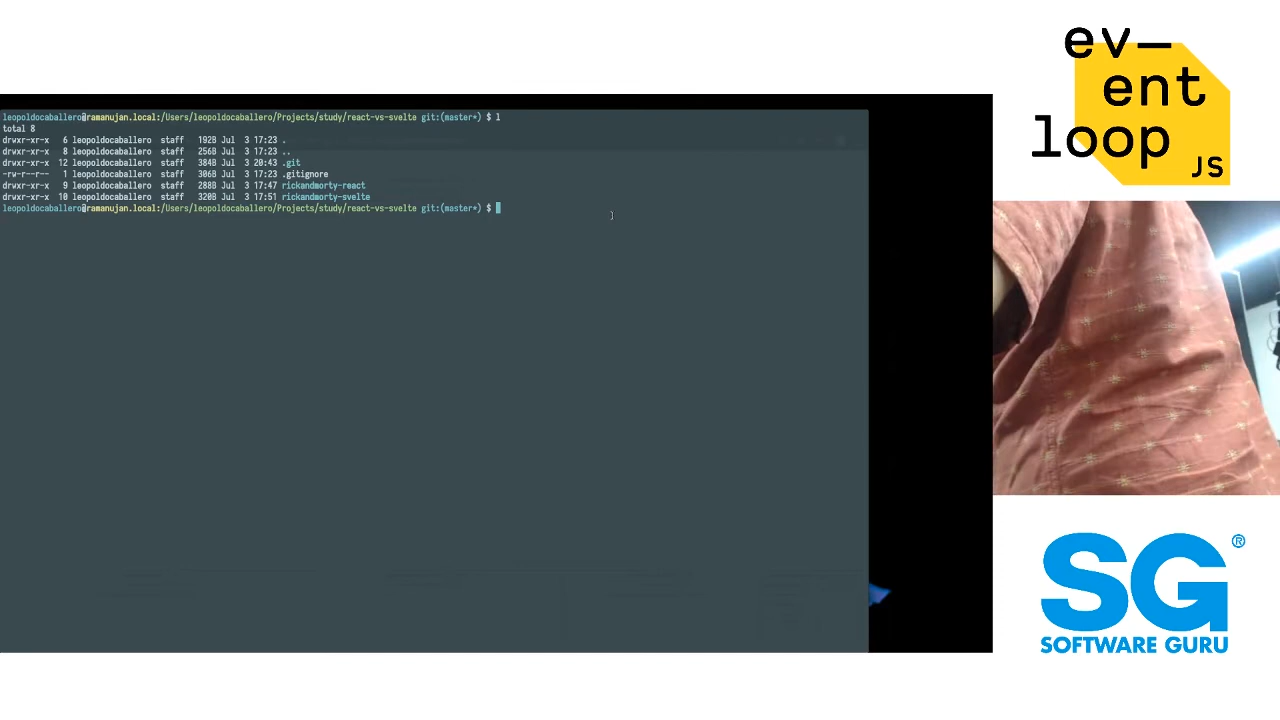 ev—
ent
loop
JS
leopoldocaballero@ramanujan.local:/Users/leopoldocaballero/Projects/study/react-vs-svelte git:(master*) $ l
total 8
drwxr-xr-x 6 leopoldocaballero staff 192B Jul 3 17:23 .
drwxr-xr-x 8 leopoldocaballero staff 256B Jul 3 17:23 ..
drwxr-xr-x 12 leopoldocaballero staff 384B Jul 3 20:43 .git
-rw-r--r-- 1 leopoldocaballero staff 306B Jul 3 17:23 .gitignore
drwxr-xr-x 9 leopoldocaballero staff 288B Jul 3 17:47 rickandmorty-react
drwxr-xr-x 10 leopoldocaballero staff 320B Jul 3 17:51 rickandmorty-svelte
leopoldocaballero@ramanujan.local:/Users/leopoldocaballero/Projects/study/react-vs-svelte git:(master*) $
SG®
SOFTWARE GURU